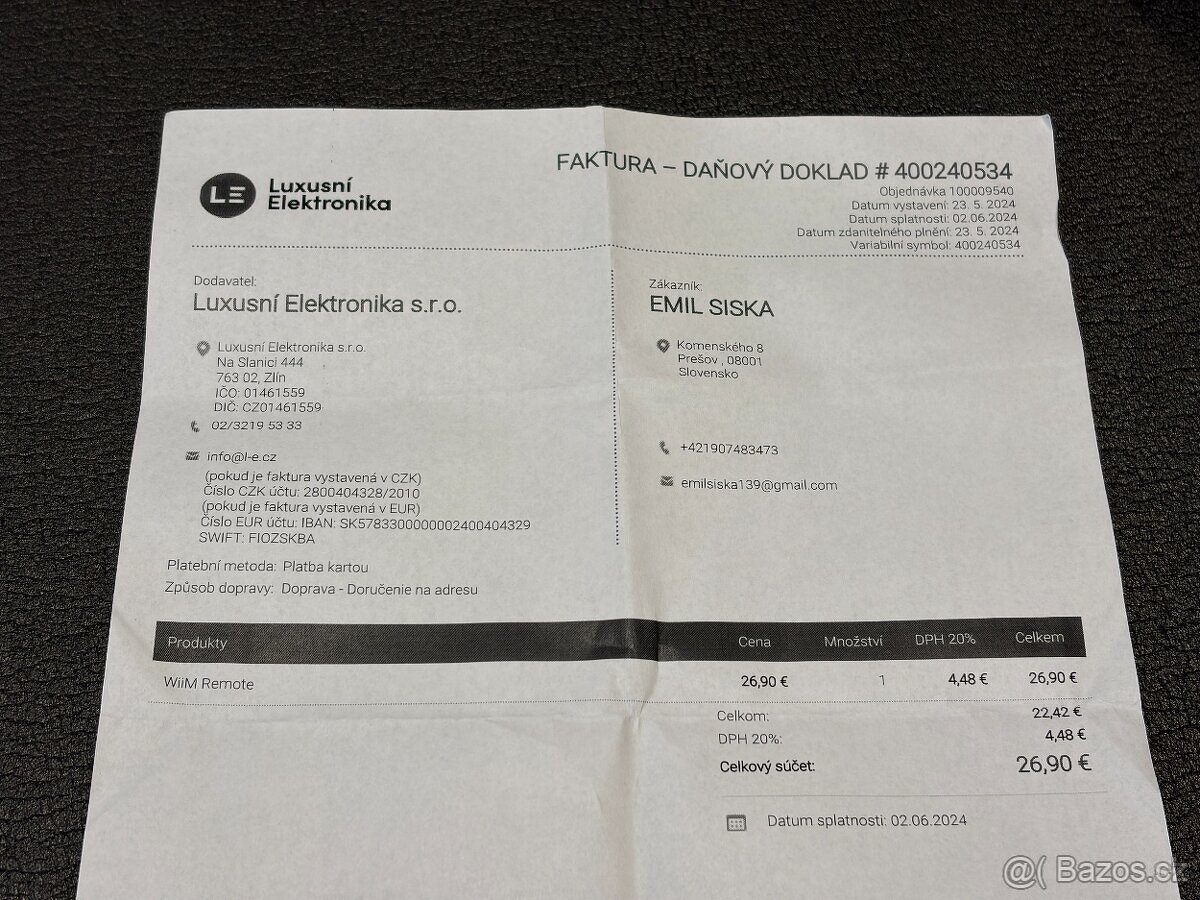 LE Luxusní
Elektronika
FAKTURA – DAŇOVÝ DOKLAD # 400240534
Objednávka 100009540
Datum vystavení: 23. 5. 2024
Datum splatnosti: 02.06.2024
Datum zdanitelného plnění: 23. 5. 2024
Variabilní symbol: 400240534
Dodavatel:
Luxusní Elektronika s.r.o.
Luxusní Elektronika s.r.o.
Na Slanici 444
763 02, Zlín
IČO: 01461559
DIČ: CZ01461559
02/3219 53 33
info@l-e.cz
(pokud je faktura vystavená v CZK)
Číslo CZK účtu: 2800404328/2010
(pokud je faktura vystavená v EUR)
Číslo EUR účtu: IBAN: SK5783300000002400404329
SWIFT: FIOZSKBA
Zákazník:
EMIL SISKA
Komenského 8
Prešov , 08001
Slovensko
+421907483473
emilsiska139@gmail.com
Platební metoda: Platba kartou
Způsob dopravy: Doprava - Doručenie na adresu
Produkty Cena Množství DPH 20% Celkem
WiiM Remote 26,90 € 1 4,48 € 26,90 €
Celkom: 22,42 €
DPH 20%: 4,48 €
Celkový súčet: 26,90 €
Datum splatnosti: 02.06.2024
@( Bazos.cz